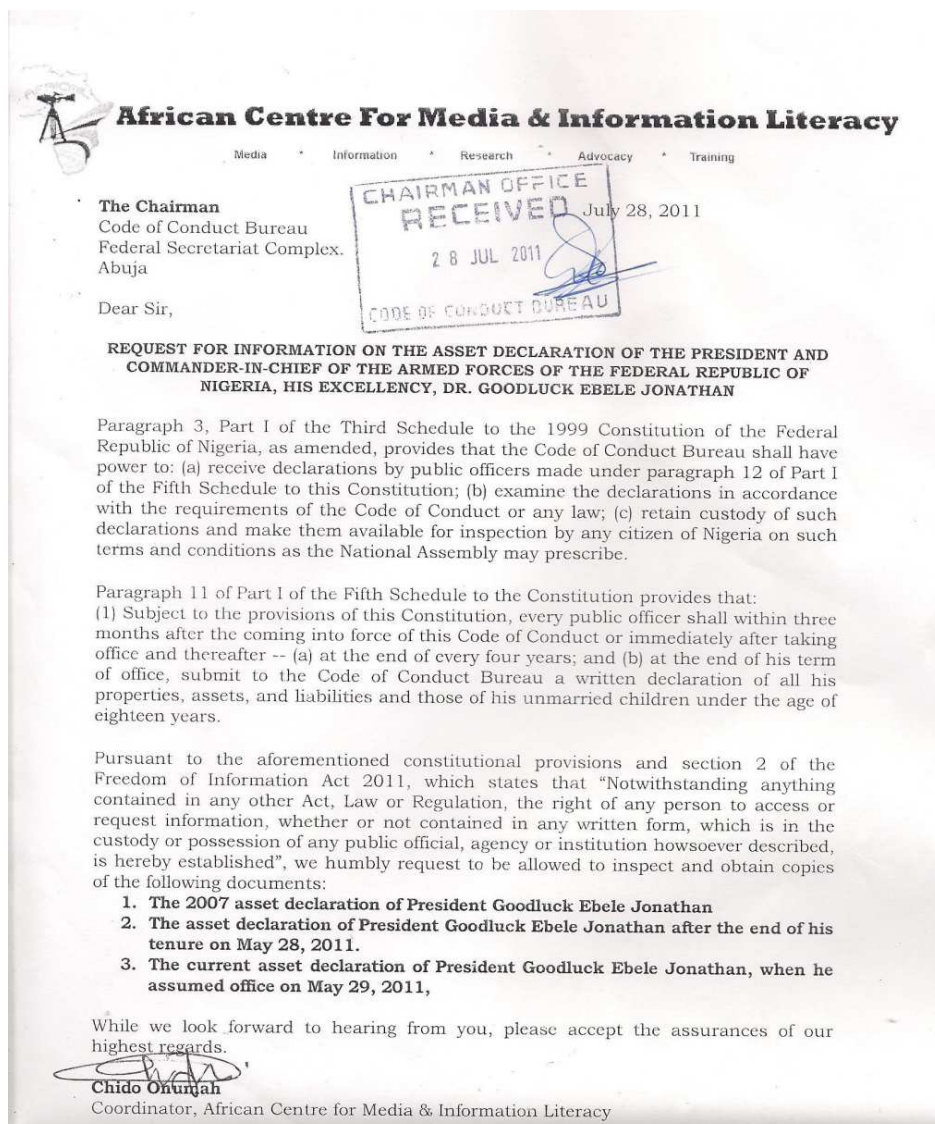 African Centre For Media & Information Literacy
Media * Information * Research * Advocacy * Training
CHAIRMAN OFFICE
RECEIVED
28 JUL 2011
CODE OF CONDUCT BUREAU
July 28, 2011
The Chairman
Code of Conduct Bureau
Federal Secretariat Complex.
Abuja
Dear Sir,
REQUEST FOR INFORMATION ON THE ASSET DECLARATION OF THE PRESIDENT AND
COMMANDER-IN-CHIEF OF THE ARMED FORCES OF THE FEDERAL REPUBLIC OF
NIGERIA, HIS EXCELLENCY, DR. GOODLUCK EBELE JONATHAN
Paragraph 3, Part I of the Third Schedule to the 1999 Constitution of the Federal
Republic of Nigeria, as amended, provides that the Code of Conduct Bureau shall have
power to: (a) receive declarations by public officers made under paragraph 12 of Part I
of the Fifth Schedule to this Constitution; (b) examine the declarations in accordance
with the requirements of the Code of Conduct or any law; (c) retain custody of such
declarations and make them available for inspection by any citizen of Nigeria on such
terms and conditions as the National Assembly may prescribe.
Paragraph 11 of Part I of the Fifth Schedule to the Constitution provides that:
(1) Subject to the provisions of this Constitution, every public officer shall within three
months after the coming into force of this Code of Conduct or immediately after taking
office and thereafter -- (a) at the end of every four years; and (b) at the end of his term
of office, submit to the Code of Conduct Bureau a written declaration of all his
properties, assets, and liabilities and those of his unmarried children under the age of
eighteen years.
Pursuant to the aforementioned constitutional provisions and section 2 of the
Freedom of Information Act 2011, which states that “Notwithstanding anything
contained in any other Act, Law or Regulation, the right of any person to access or
request information, whether or not contained in any written form, which is in the
custody or possession of any public official, agency or institution howsoever described,
is hereby established”, we humbly request to be allowed to inspect and obtain copies
of the following documents:
1. The 2007 asset declaration of President Goodluck Ebele Jonathan
2. The asset declaration of President Goodluck Ebele Jonathan after the end of his
tenure on May 28, 2011.
3. The current asset declaration of President Goodluck Ebele Jonathan, when he
assumed office on May 29, 2011,
While we look forward to hearing from you, please accept the assurances of our
highest regards.
Chido Onumah
Coordinator, African Centre for Media & Information Literacy